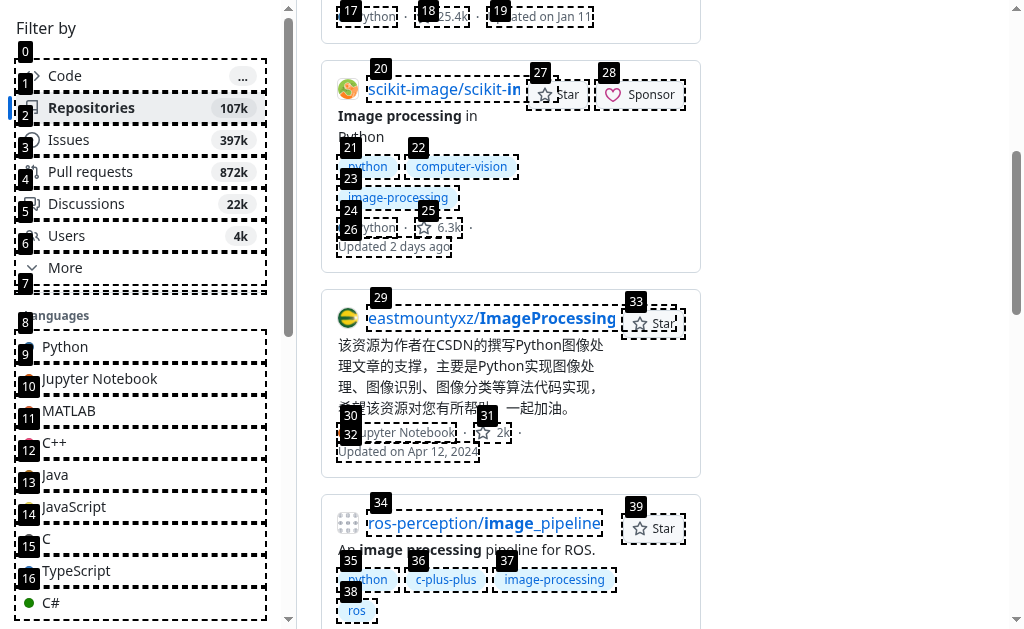 Filter by
0
Code
...
1
Repositories
107k
2
Issues
397k
3
Pull requests
872k
4
Discussions
22k
5
Users
4k
6
More
7
8
Python
9
Jupyter Notebook
10
MATLAB
11
C++
12
Java
13
JavaScript
14
C
15
TypeScript
16
C#
17 · 18 25.4k · 19 on Jan 11
20
scikit-image/scikit-
27
Star
28
Sponsor
Image processing in
Python
21
python
22
computer-vision
23
image-processing
24
25
6.3k ·
26
Updated 2 days ago
29
eastmountyxz/ImageProcessing
33
Star
该资源为作者在CSDN的撰写Python图像处
理文章的支撑，主要是Python实现图像处
理、图像识别、图像分类等算法代码实现，
该资源对您有所帮 一起加油。
30
Notebook ·
31
2k ·
32
Updated on Apr 12, 2024
34
ros-perception/image_pipeline
39
Star
An image processing pipeline for ROS.
35
python
36
c-plus-plus
37
image-processing
38
ros